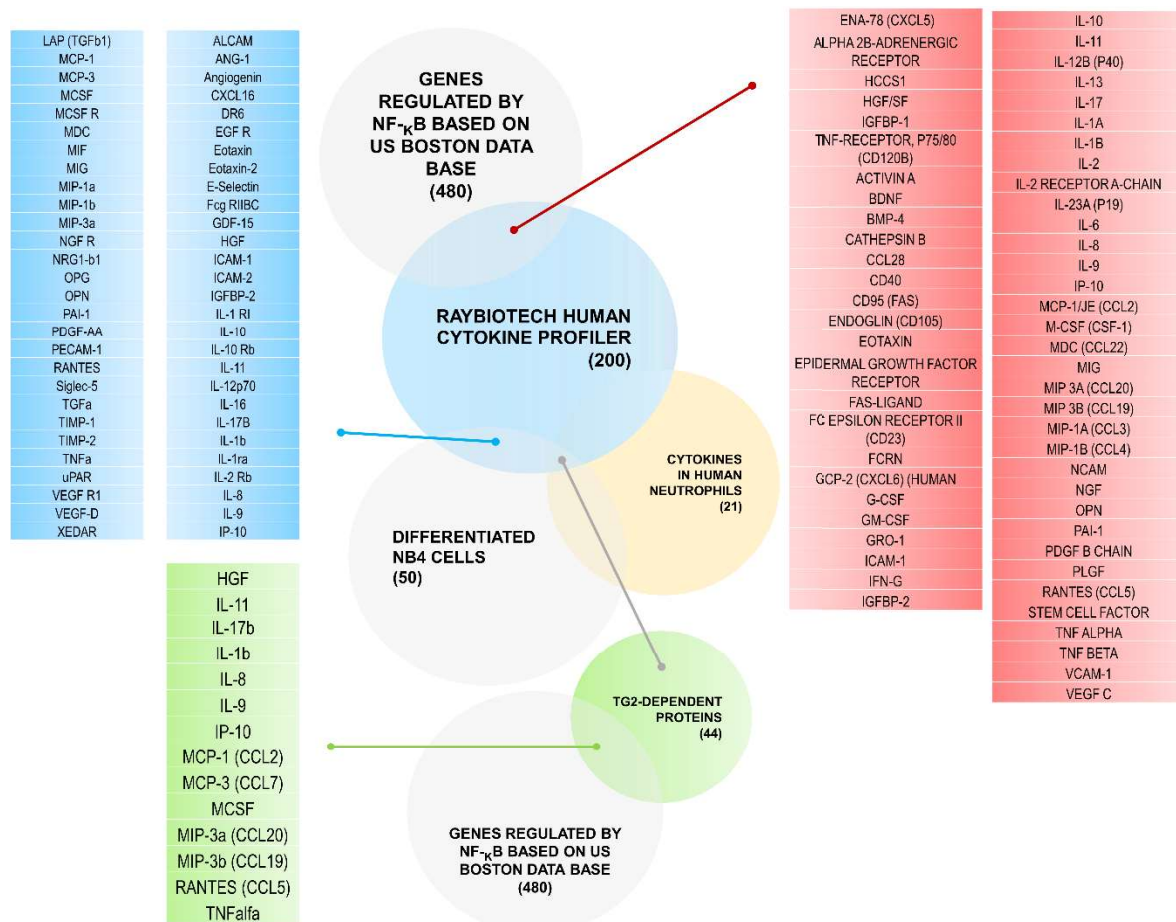 LAP (TGFb1)
MCP-1
MCP-3
MCSF
MCSF R
MDC
MIF
MIG
MIP-1a
MIP-1b
MIP-3a
NGF R
NRG1-b1
OPG
OPN
PAI-1
PDGF-AA
PECAM-1
RANTES
Siglec-5
TGFa
TIMP-1
TIMP-2
TNFa
uPAR
VEGF R1
VEGF-D
XEDAR
ALCAM
ANG-1
Angiogenin
CXCL16
DR6
EGF R
Eotaxin
Eotaxin-2
E-Selectin
Fcg RIIBC
GDF-15
HGF
ICAM-1
ICAM-2
IGFBP-2
IL-1 RI
IL-10
IL-10 Rb
IL-11
IL-12p70
IL-16
IL-17B
IL-1b
IL-1ra
IL-2 Rb
IL-8
IL-9
IP-10
HGF
IL-11
IL-17b
IL-1b
IL-8
IL-9
IP-10
MCP-1 (CCL2)
MCP-3 (CCL7)
MCSF
MIP-3a (CCL20)
MIP-3b (CCL19)
RANTES (CCL5)
TNFalfa
GENES
REGULATED BY
NF-κB BASED ON
US BOSTON DATA
BASE
(480)
RAYBIOTECH HUMAN
CYTOKINE PROFILER
(200)
CYTOKINES
IN HUMAN
NEUTROPHILS
(21)
DIFFERENTIATED
NB4 CELLS
(50)
TG2-DEPENDENT
PROTEINS
(44)
GENES REGULATED BY
NF-κB BASED ON US
BOSTON DATA BASE
(480)
ENA-78 (CXCL5)
ALPHA 2B-ADRENERGIC
RECEPTOR
HCCS1
HGF/SF
IGFBP-1
TNF-RECEPTOR, P75/80
(CD120B)
ACTIVIN A
BDNF
BMP-4
CATHEPSIN B
CCL28
CD40
CD95 (FAS)
ENDOGLIN (CD105)
EOTAXIN
EPIDERMAL GROWTH FACTOR
RECEPTOR
FAS-LIGAND
FC EPSILON RECEPTOR II
(CD23)
FCRN
GCP-2 (CXCL6) (HUMAN
G-CSF
GM-CSF
GRO-1
ICAM-1
IFN-G
IGFBP-2
IL-10
IL-11
IL-12B (P40)
IL-13
IL-17
IL-1A
IL-1B
IL-2
IL-2 RECEPTOR A-CHAIN
IL-23A (P19)
IL-6
IL-8
IL-9
IP-10
MCP-1/JE (CCL2)
M-CSF (CSF-1)
MDC (CCL22)
MIG
MIP 3A (CCL20)
MIP 3B (CCL19)
MIP-1A (CCL3)
MIP-1B (CCL4)
NCAM
NGF
OPN
PAI-1
PDGF B CHAIN
PLGF
RANTES (CCL5)
STEM CELL FACTOR
TNF ALPHA
TNF BETA
VCAM-1
VEGF C